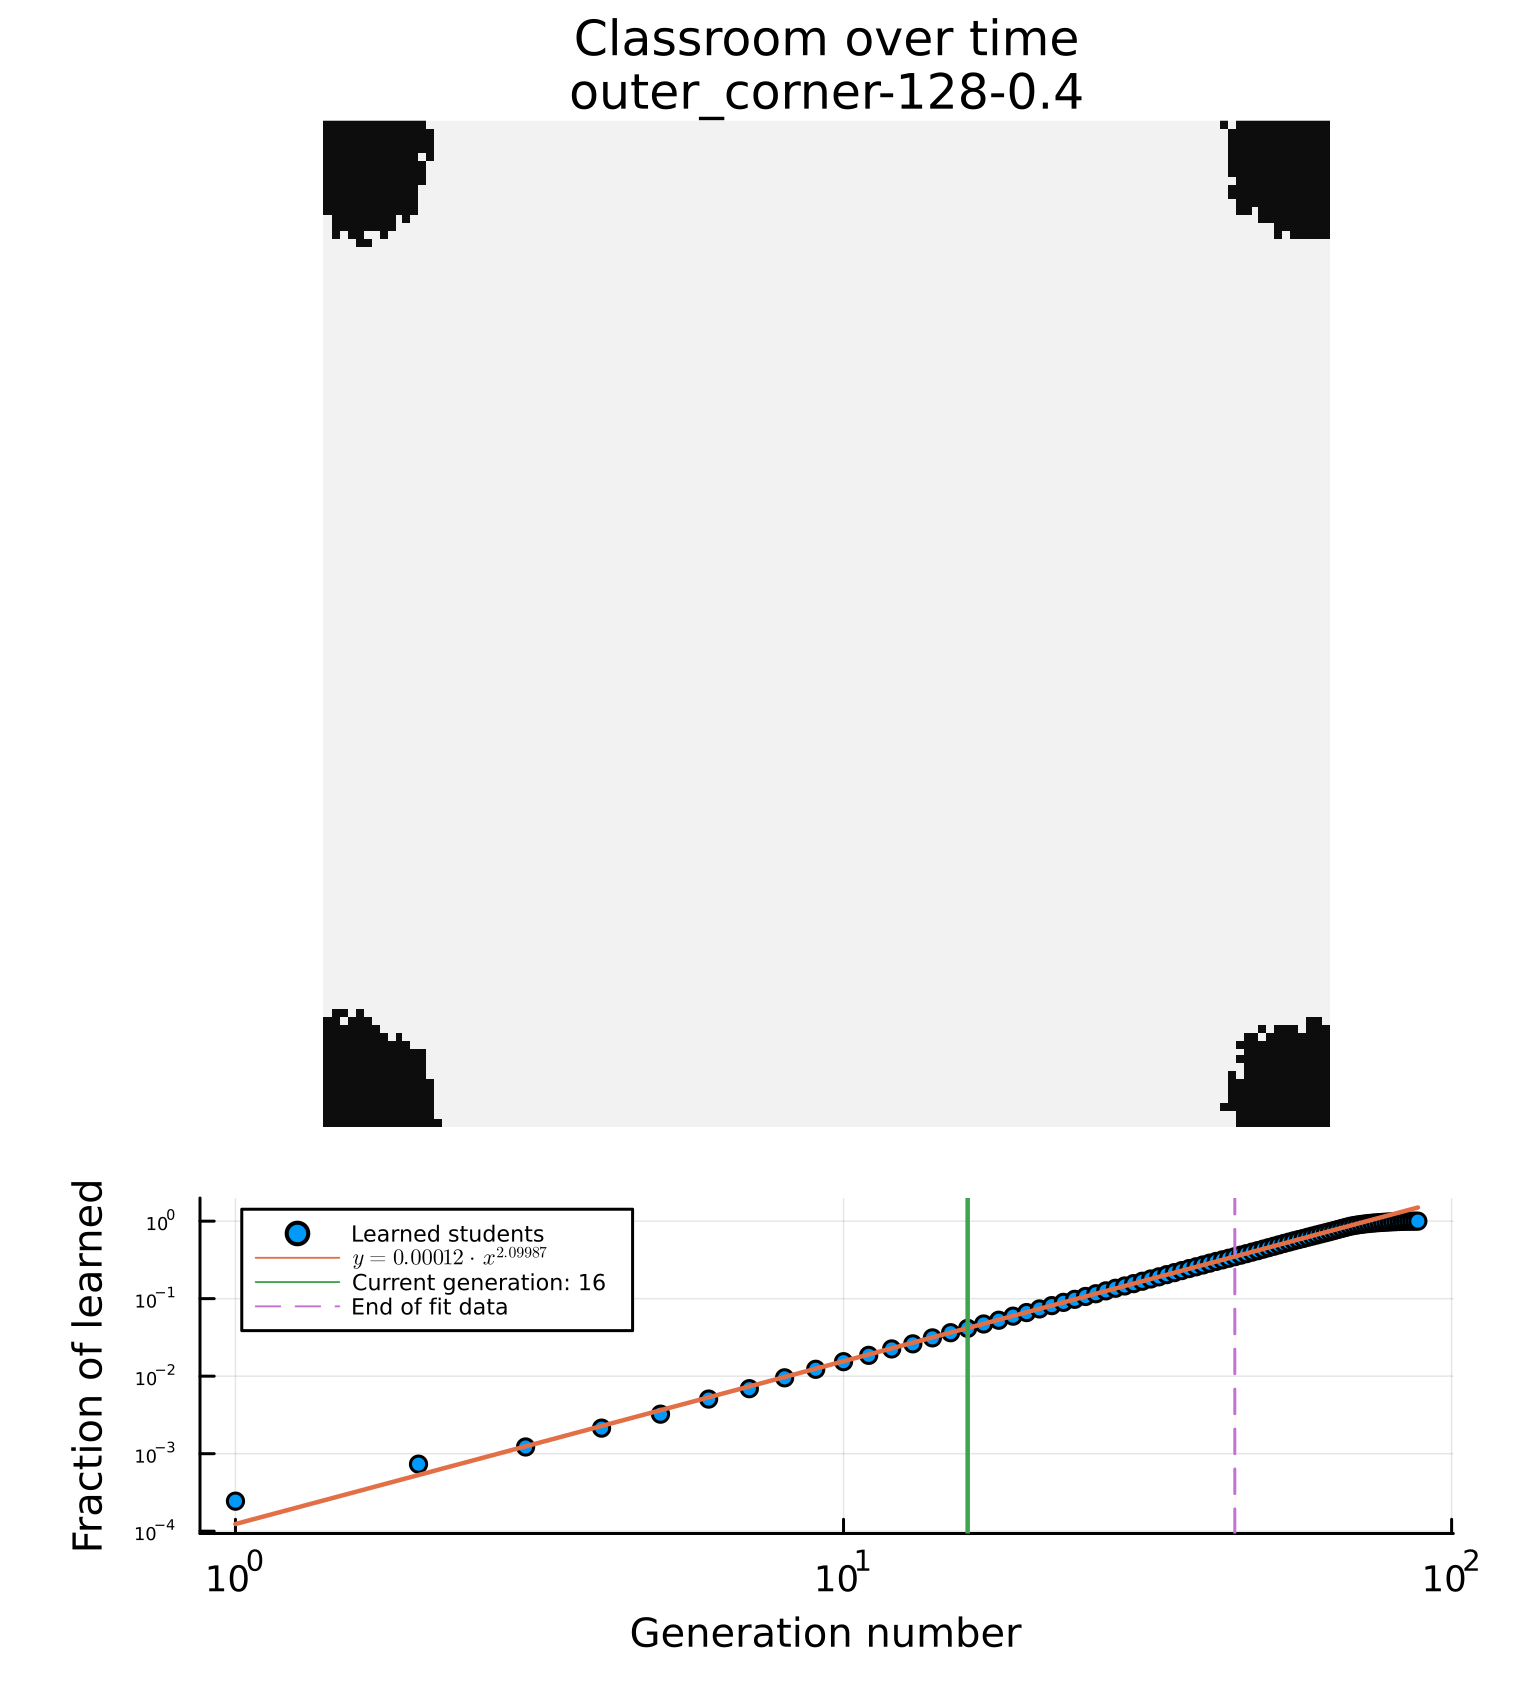 Classroom over time
outer_corner-128-0.4
Fraction of learned
10^0
10^-1
10^-2
10^-3
10^-4
Learned students
y = 0.00012 · x^2.09987
Current generation: 16
End of fit data
10^0
10^1
10^2
Generation number